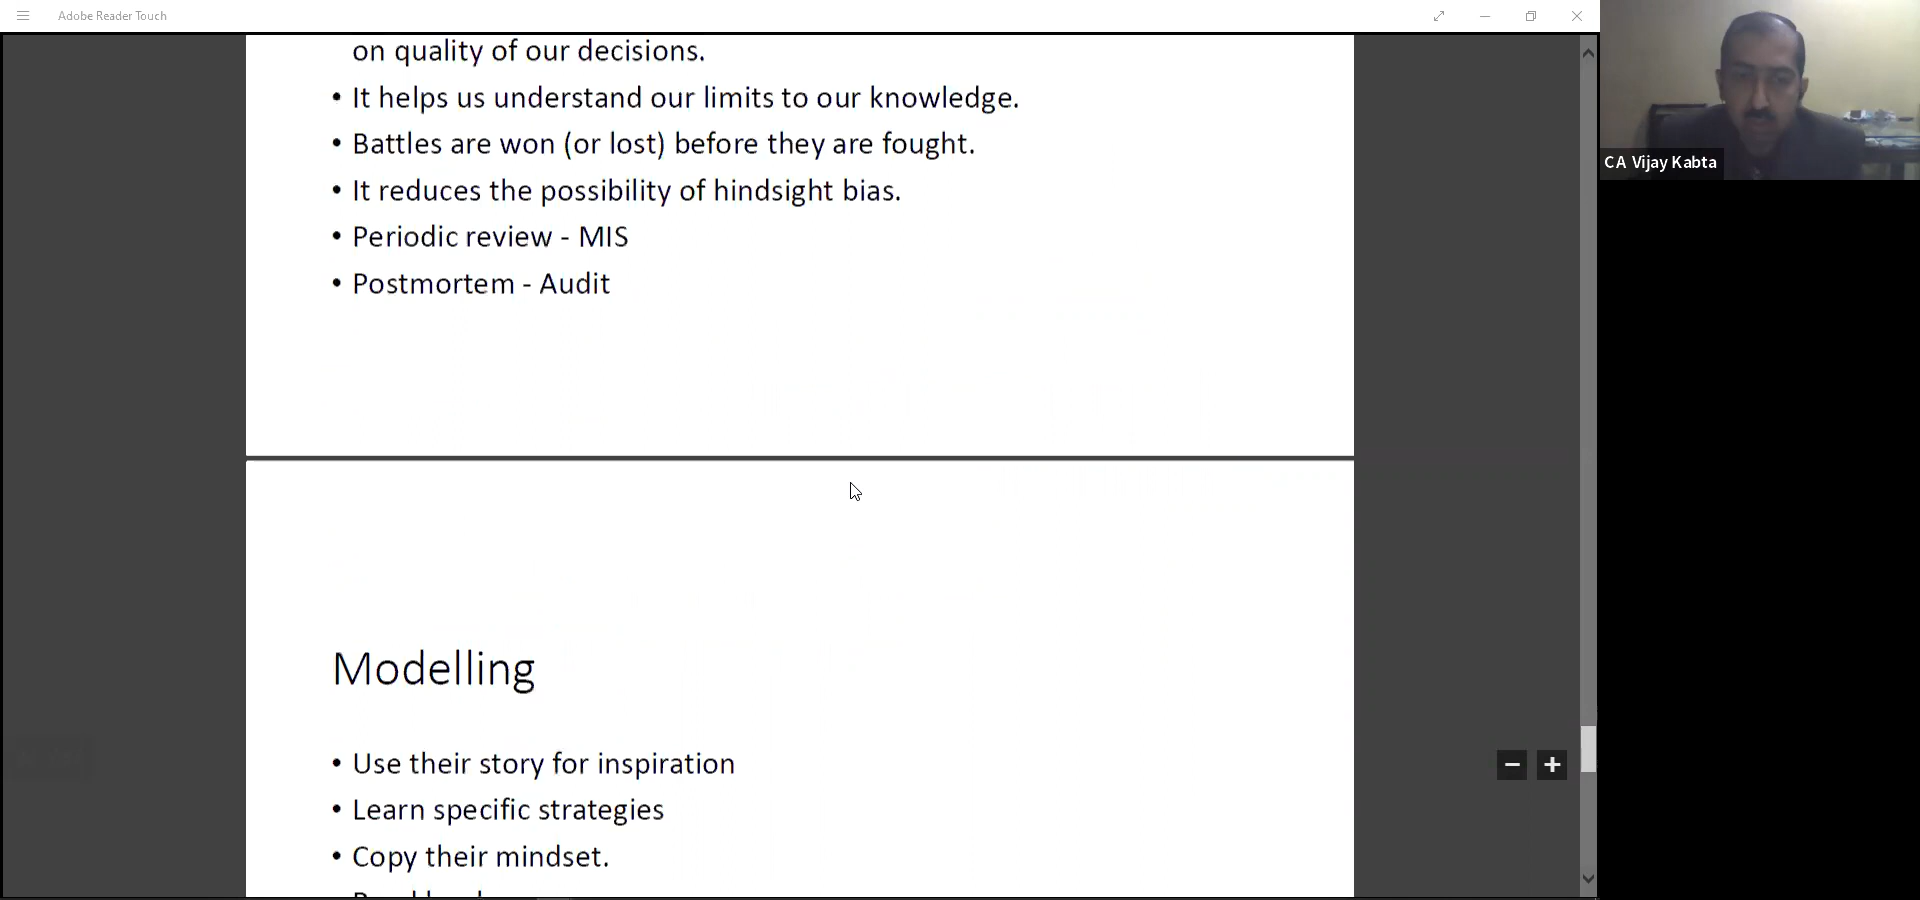 Adobe Reader Touch
on quality of our decisions.
• It helps us understand our limits to our knowledge.
• Battles are won (or lost) before they are fought.
• It reduces the possibility of hindsight bias.
• Periodic review - MIS
• Postmortem - Audit
Modelling
• Use their story for inspiration
• Learn specific strategies
• Copy their mindset.
CA Vijay Kabta